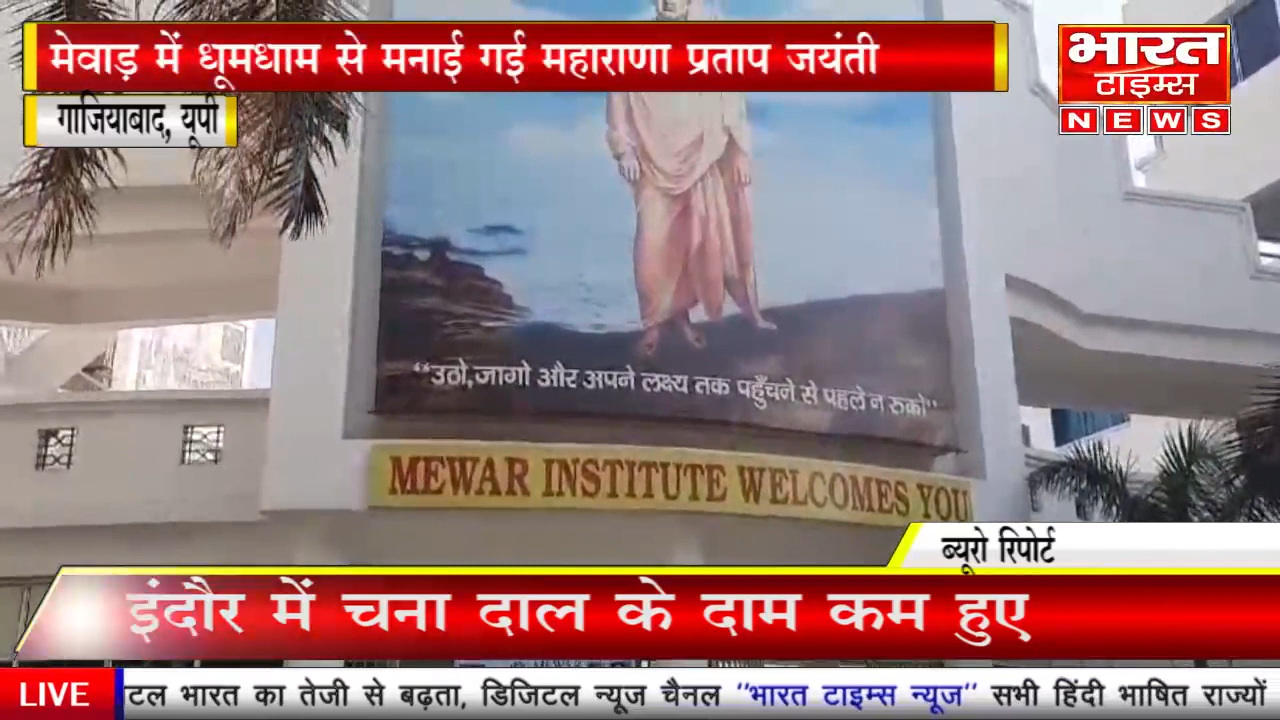 मेवाड़ में धूमधाम से मनाई गई महाराणा प्रताप जयंती
भारत
टाइम्स
NEWS
गाजियाबाद, यूपी
“उठो, जागो और अपने लक्ष्य तक पहुँचने से पहले न रुको”
MEWAR INSTITUTE WELCOMES YOU
ब्यूरो रिपोर्ट
इंदौर में चना दाल के दाम कम हुए
LIVE टल भारत का तेजी से बढ़ता, डिजिटल न्यूज चैनल "भारत टाइम्स न्यूज" सभी हिंदी भाषित राज्यों